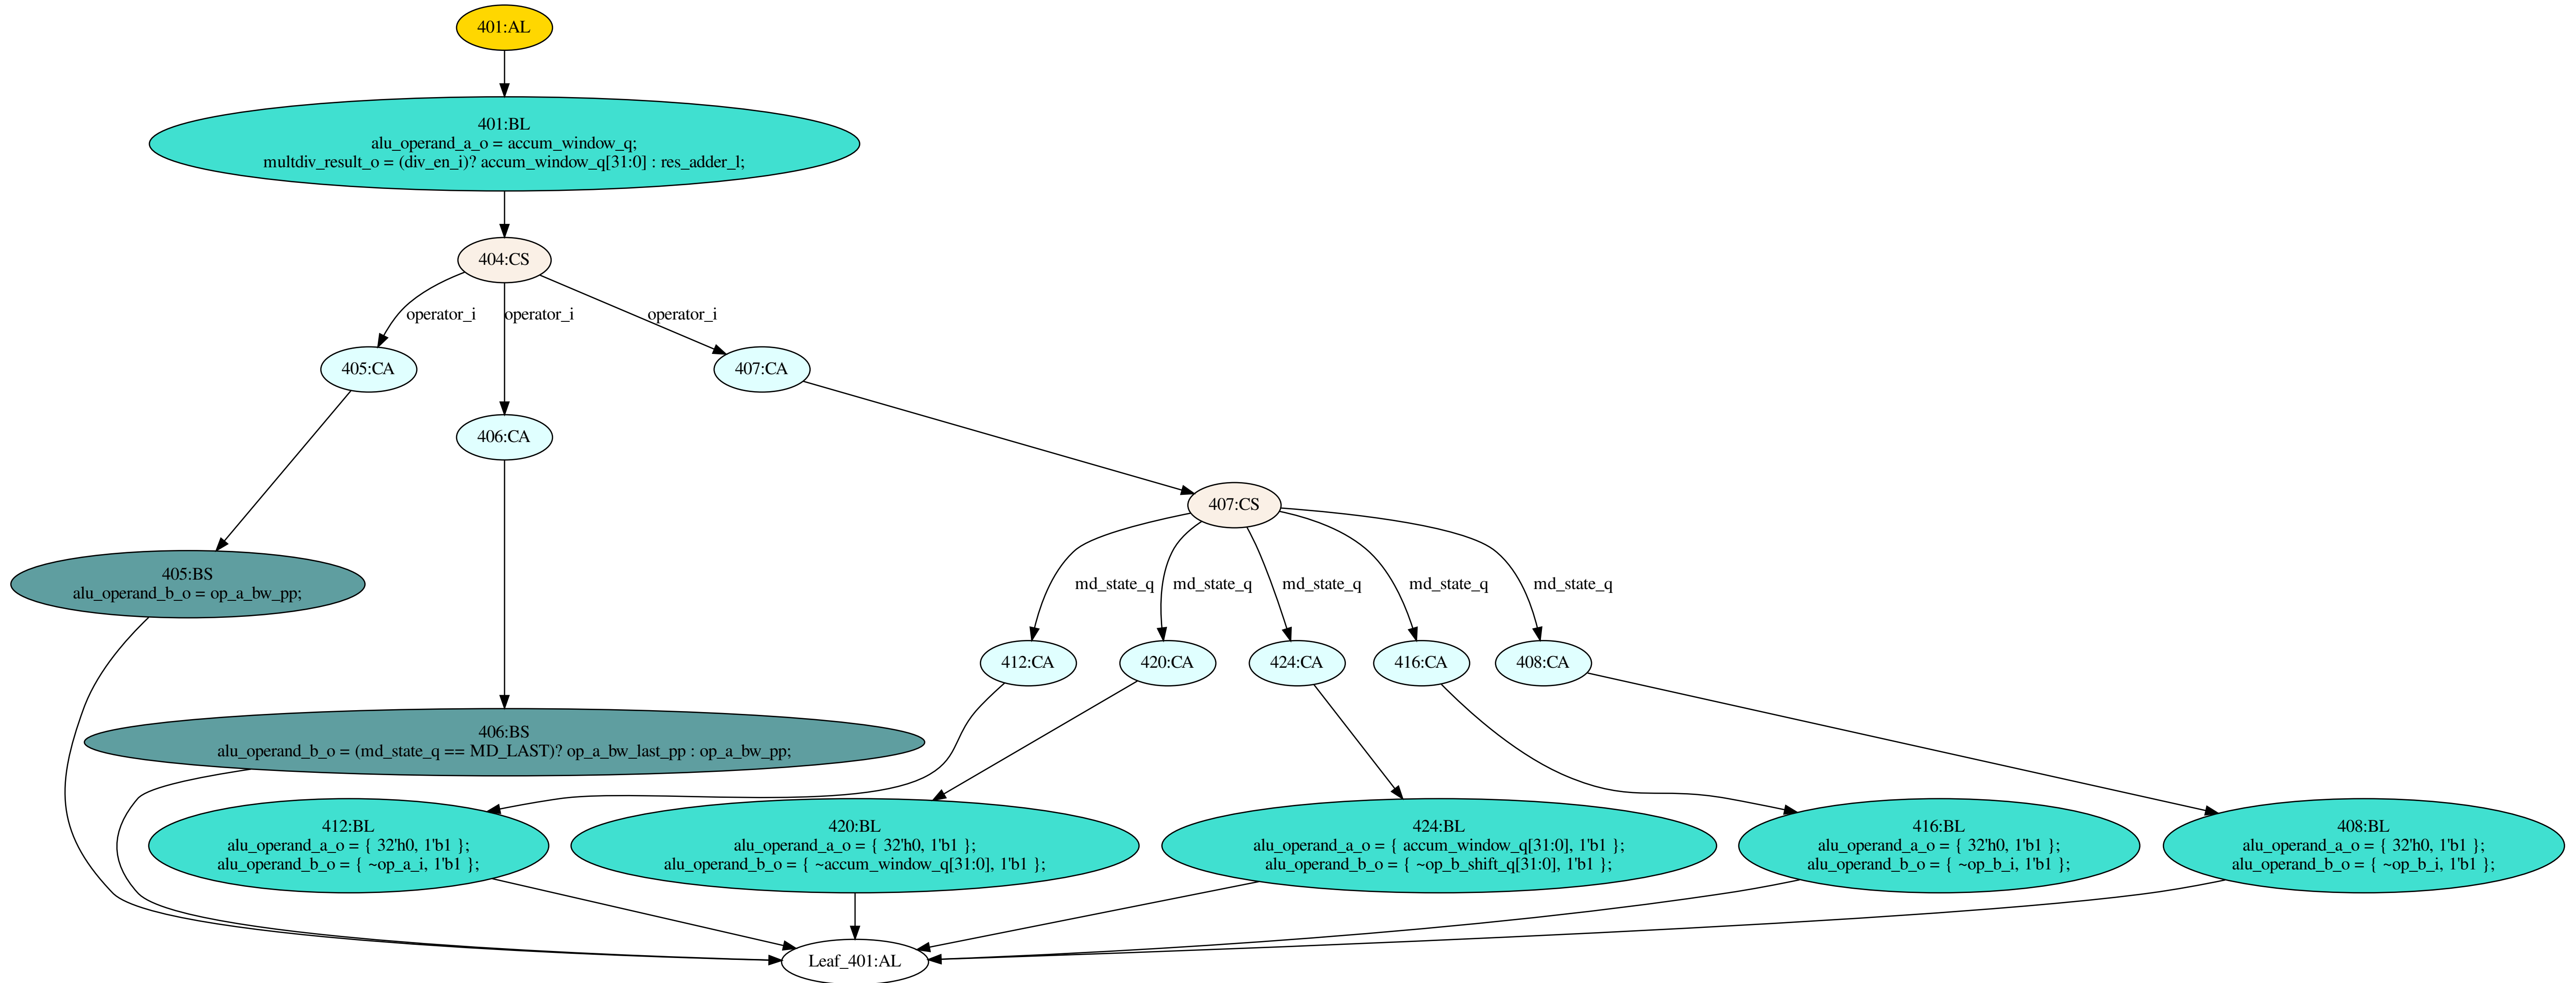 401:AL
401:BL
alu_operand_a_o = accum_window_q;
multdiv_result_o = (div_en_i)? accum_window_q[31:0] : res_adder_l;
404:CS
operator_i
operator_i
operator_i
405:CA
407:CA
406:CA
407:CS
405:BS
alu_operand_b_o = op_a_bw_pp;
md_state_q
md_state_q
md_state_q
md_state_q
md_state_q
412:CA
420:CA
424:CA
416:CA
408:CA
406:BS
alu_operand_b_o = (md_state_q == MD_LAST)? op_a_bw_last_pp : op_a_bw_pp;
412:BL
alu_operand_a_o = { 32'h0, 1'b1 };
alu_operand_b_o = { ~op_a_i, 1'b1 };
420:BL
alu_operand_a_o = { 32'h0, 1'b1 };
alu_operand_b_o = { ~accum_window_q[31:0], 1'b1 };
424:BL
alu_operand_a_o = { accum_window_q[31:0], 1'b1 };
alu_operand_b_o = { ~op_b_shift_q[31:0], 1'b1 };
416:BL
alu_operand_a_o = { 32'h0, 1'b1 };
alu_operand_b_o = { ~op_b_i, 1'b1 };
408:BL
alu_operand_a_o = { 32'h0, 1'b1 };
alu_operand_b_o = { ~op_b_i, 1'b1 };
Leaf_401:AL